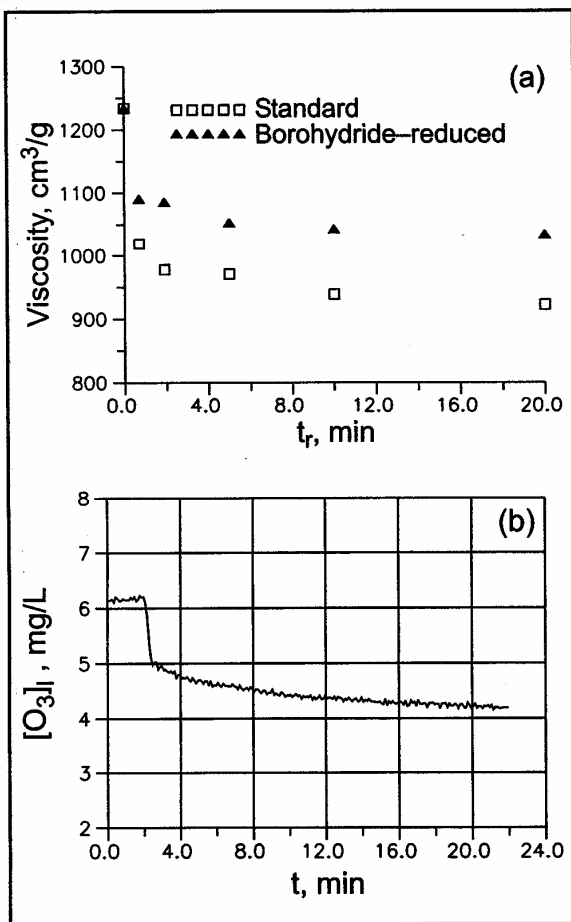 (a)
1300
1200
1100
1000
900
800
Viscosity, cm³/g
□□□□□ Standard
▲▲▲▲▲ Borohydride–reduced
0.0 4.0 8.0 12.0 16.0 20.0
tᵣ, min
(b)
8
7
6
5
4
3
2
[O₃]ₗ , mg/L
0.0 4.0 8.0 12.0 16.0 20.0 24.0
t, min